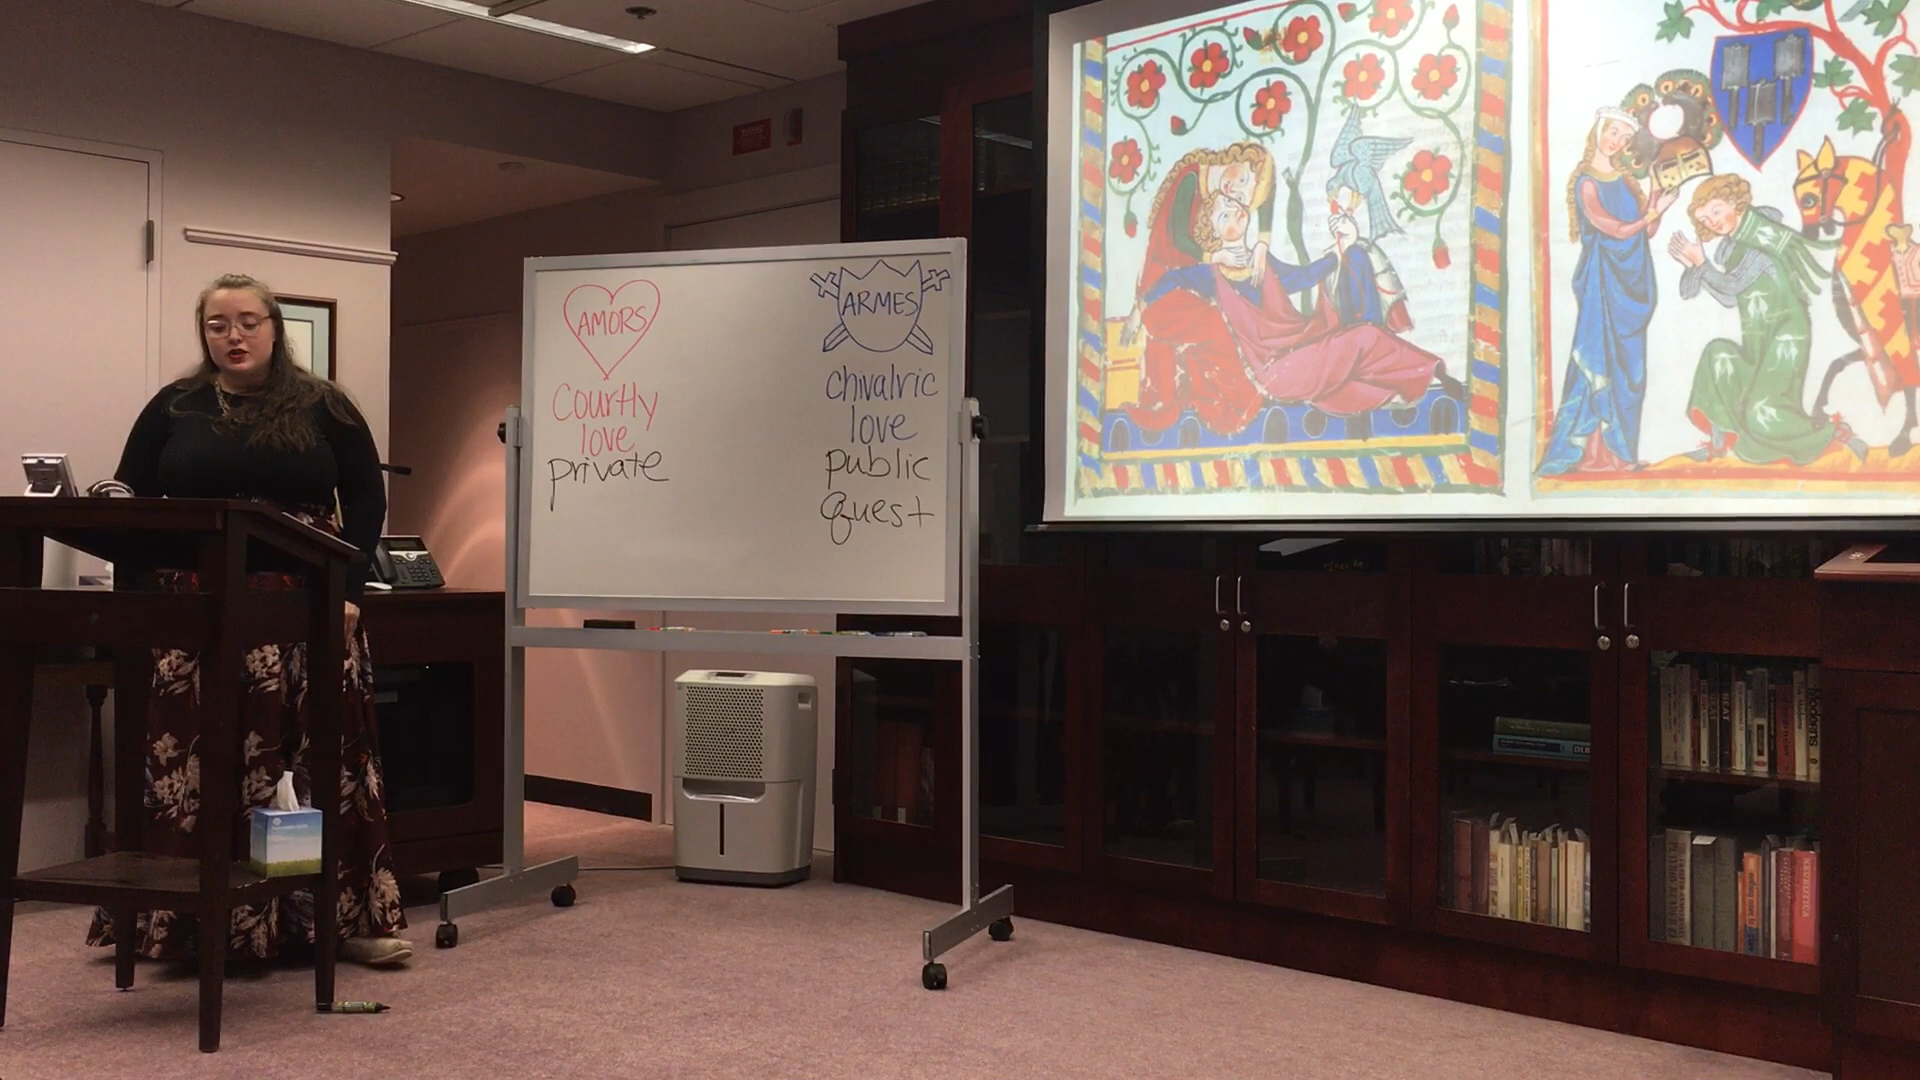 AMORS
Courtly
love
private
ARMES
chivalric
love
public
quest